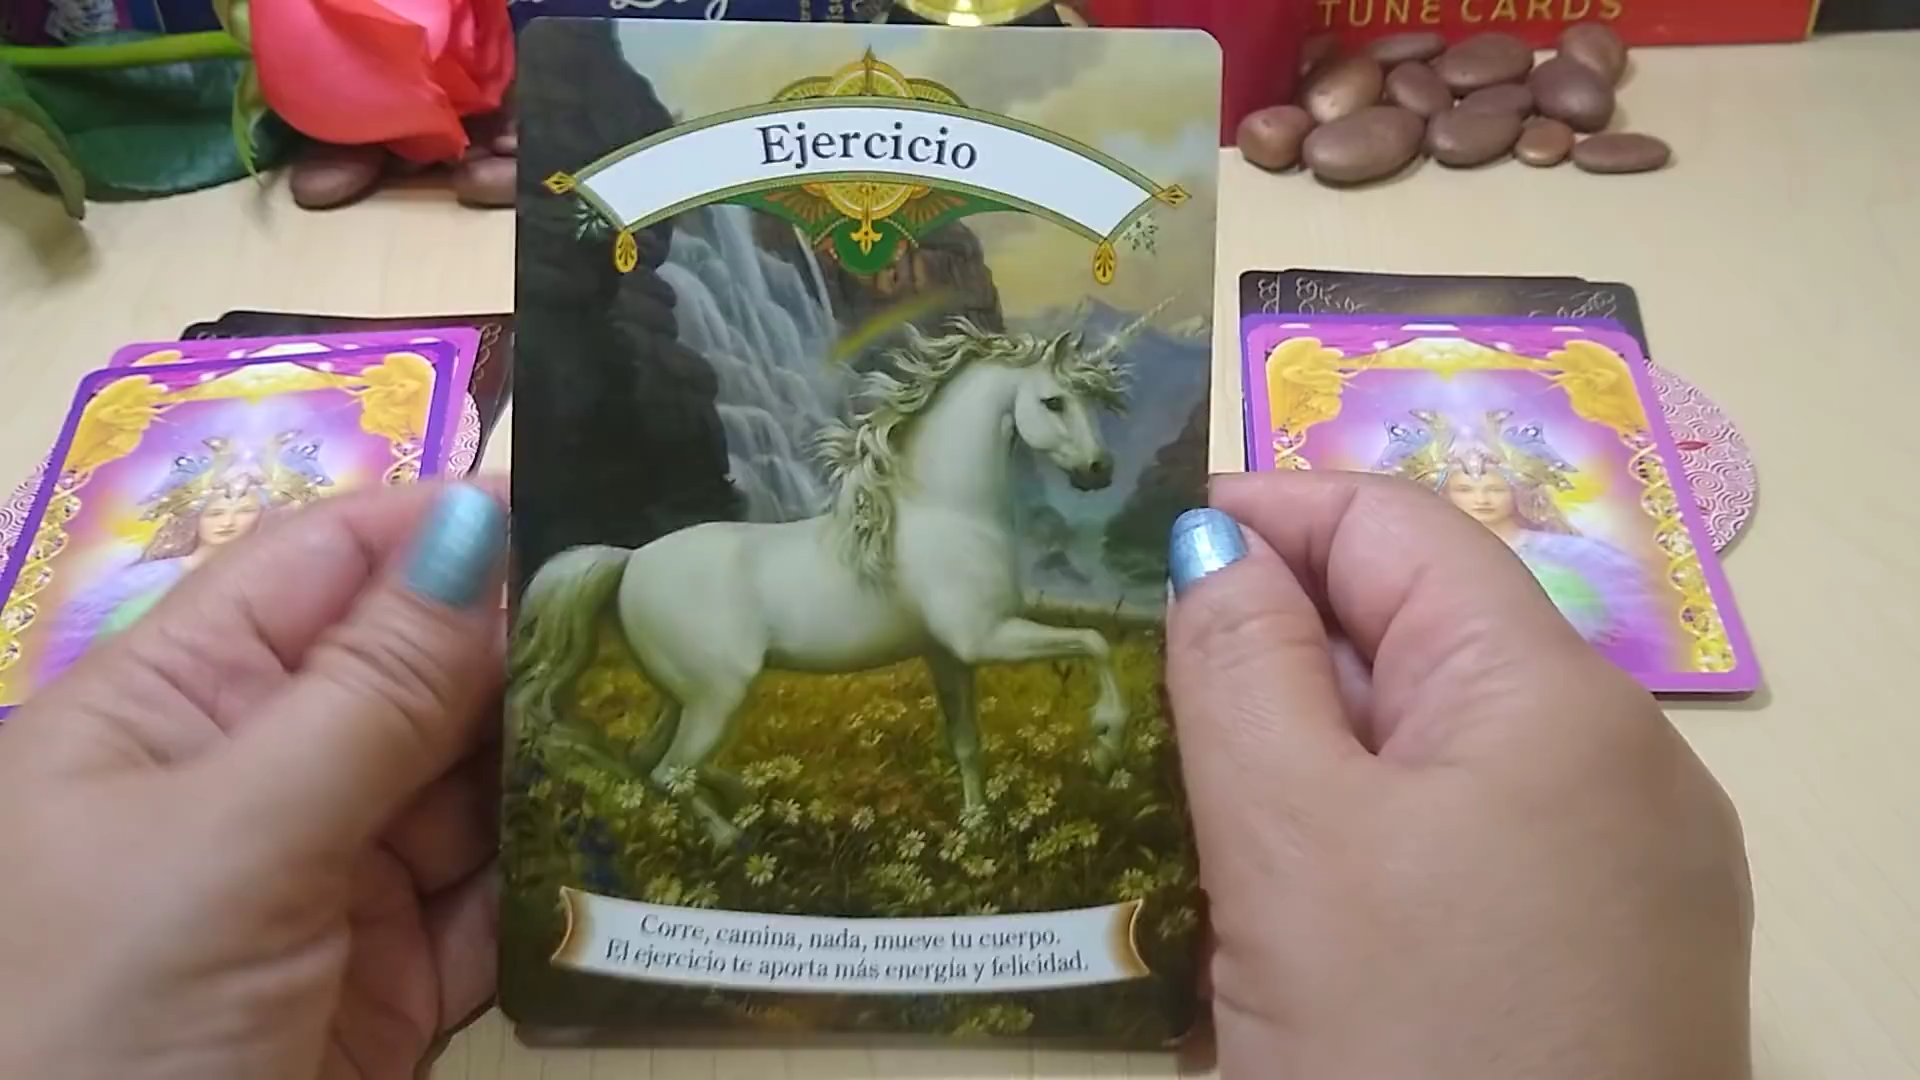 TUNE CARDS
Ejercicio
Corre, camina, nada, mueve tu cuerpo.
El ejercicio te aporta más energía y felicidad.